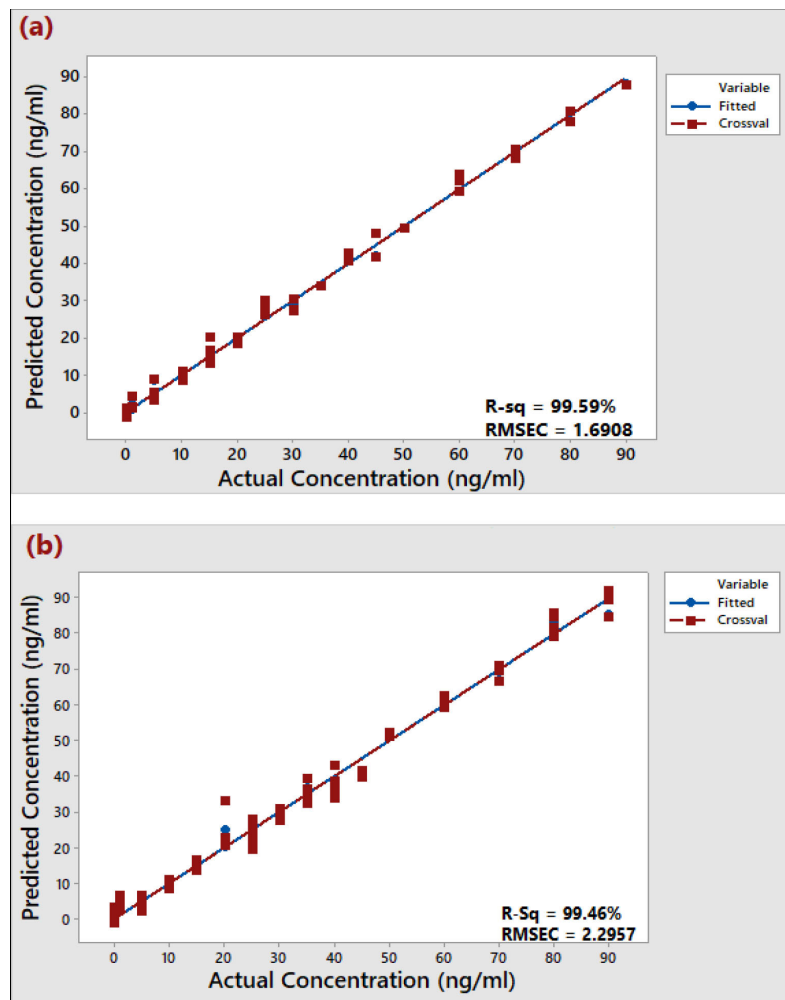 (a)
Predicted Concentration (ng/ml)
90
80
70
60
50
40
30
20
10
0
0 10 20 30 40 50 60 70 80 90
Actual Concentration (ng/ml)
R-sq = 99.59%
RMSEC = 1.6908
Variable
Fitted
Crossval
(b)
Predicted Concentration (ng/ml)
90
80
70
60
50
40
30
20
10
0
0 10 20 30 40 50 60 70 80 90
Actual Concentration (ng/ml)
R-Sq = 99.46%
RMSEC = 2.2957
Variable
Fitted
Crossval